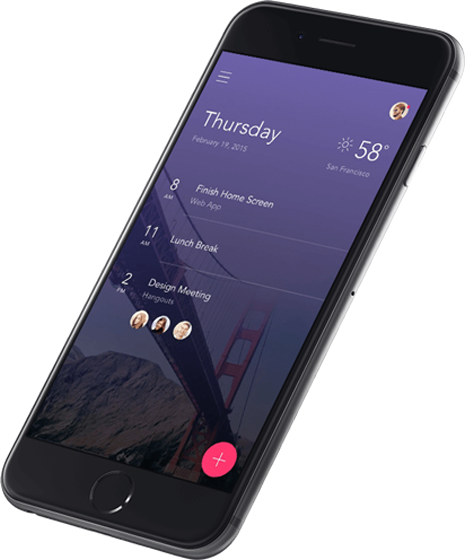 Thursday
February 19, 2015
58°
San Francisco
8 AM
Finish Home Screen
Web App
11 AM
Lunch Break
2 PM
Design Meeting
Hangouts